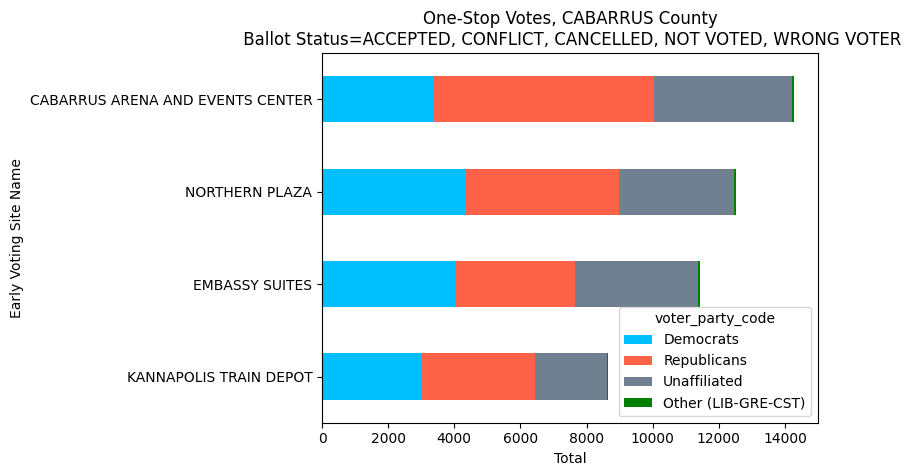 One-Stop Votes, CABARRUS County
Ballot Status=ACCEPTED, CONFLICT, CANCELLED, NOT VOTED, WRONG VOTER
Early Voting Site Name
CABARRUS ARENA AND EVENTS CENTER
NORTHERN PLAZA
EMBASSY SUITES
KANNAPOLIS TRAIN DEPOT
voter_party_code
Democrats
Republicans
Unaffiliated
Other (LIB-GRE-CST)
0 2000 4000 6000 8000 10000 12000 14000
Total